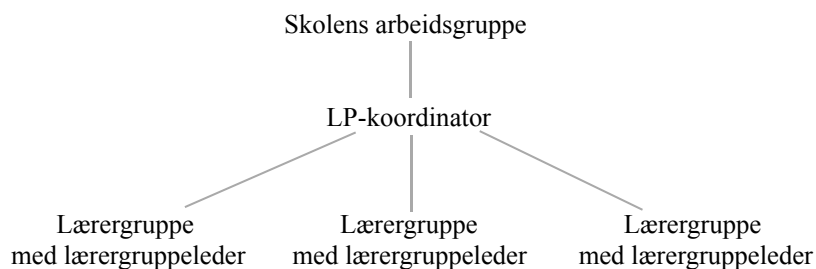 Skolens arbeidsgruppe
LP-koordinator
Lærergruppe
med lærergruppeleder
Lærergruppe
med lærergruppeleder
Lærergruppe
med lærergruppeleder